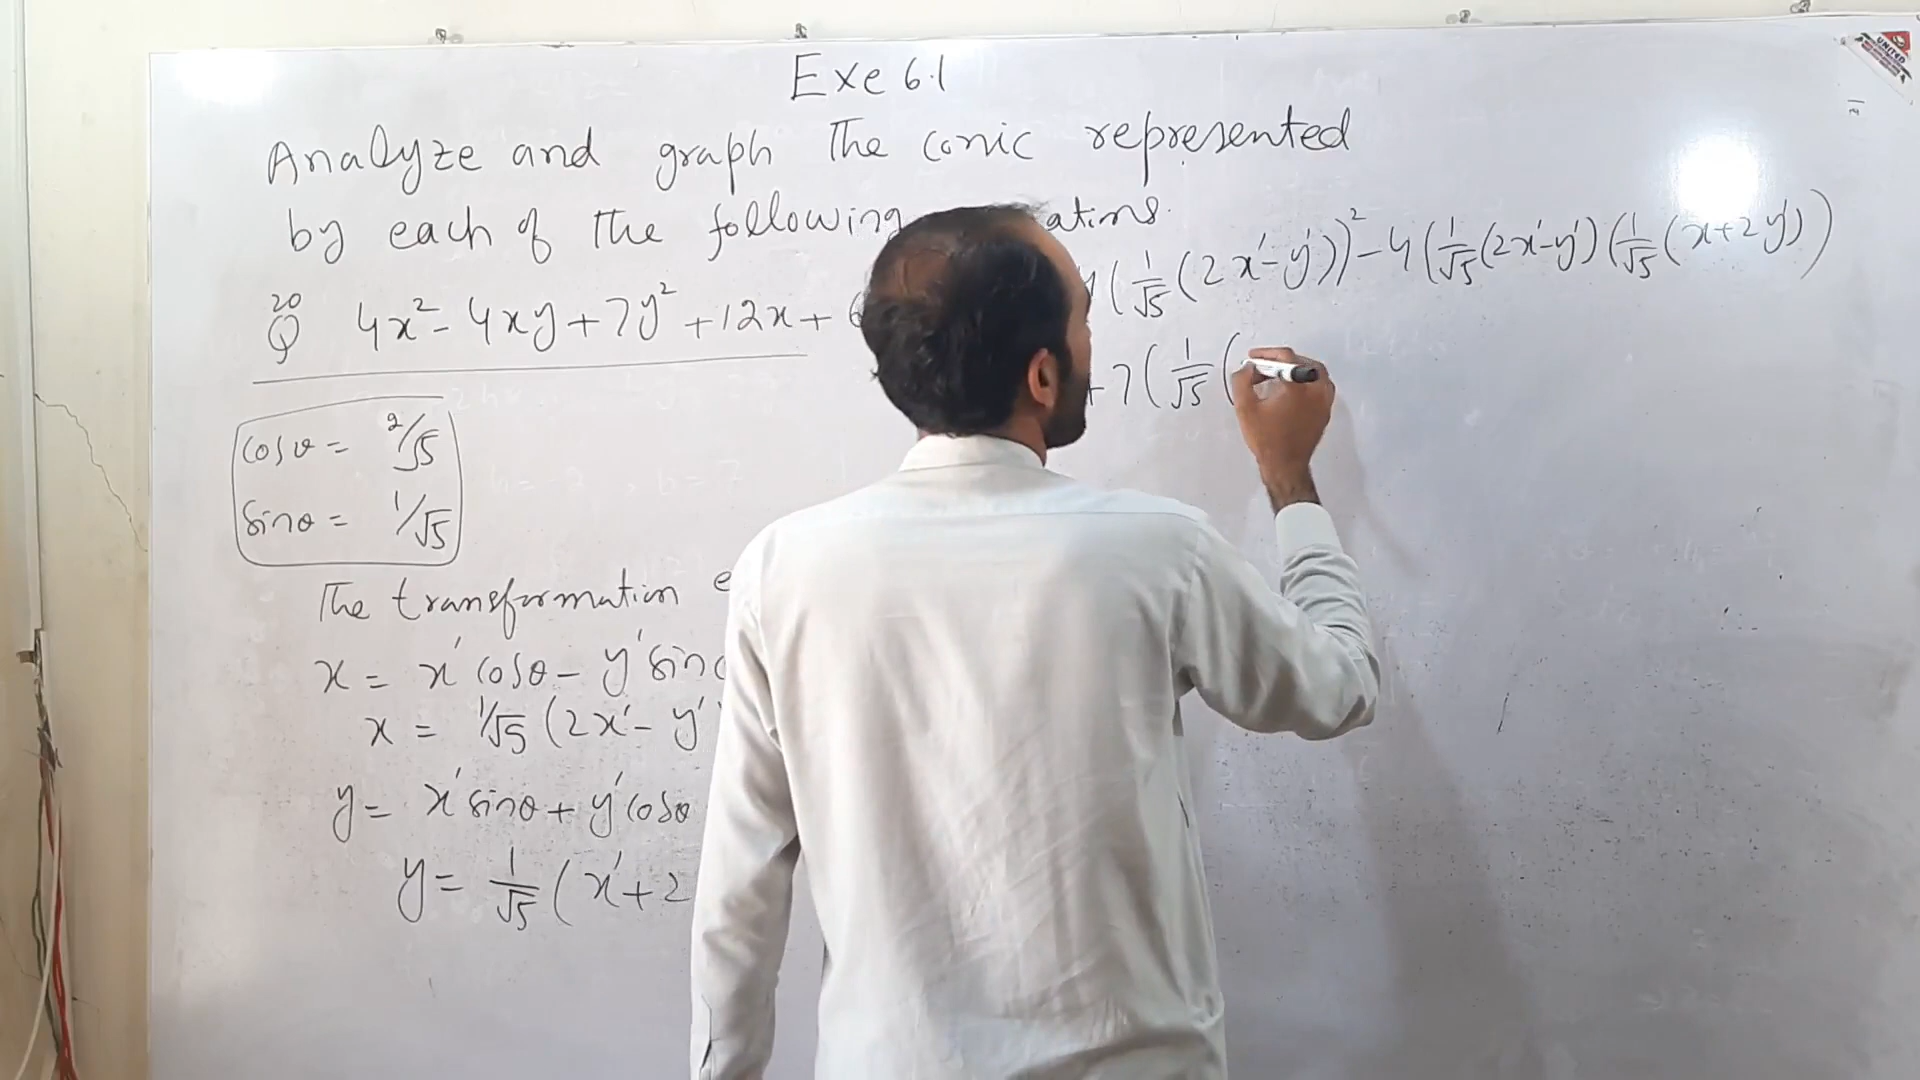 Exe 6.1
Analyze and graph The conic represented
by each of the following ations.
20
Q 4x² - 4xy + 7y² + 12x + 6
cosθ = 2/√5
sinθ = 1/√5
The transformation e
x = x' cosθ - y' sin
x = 1/√5 (2x' - y'
y = x' sinθ + y' cosθ
y = 1/√5 (x' + 2
4(1/√5 (2x' - y'))² - 4(1/√5 (2x' - y') (1/√5 (x + 2y'))
+ 7(1/√5 (
UNITED